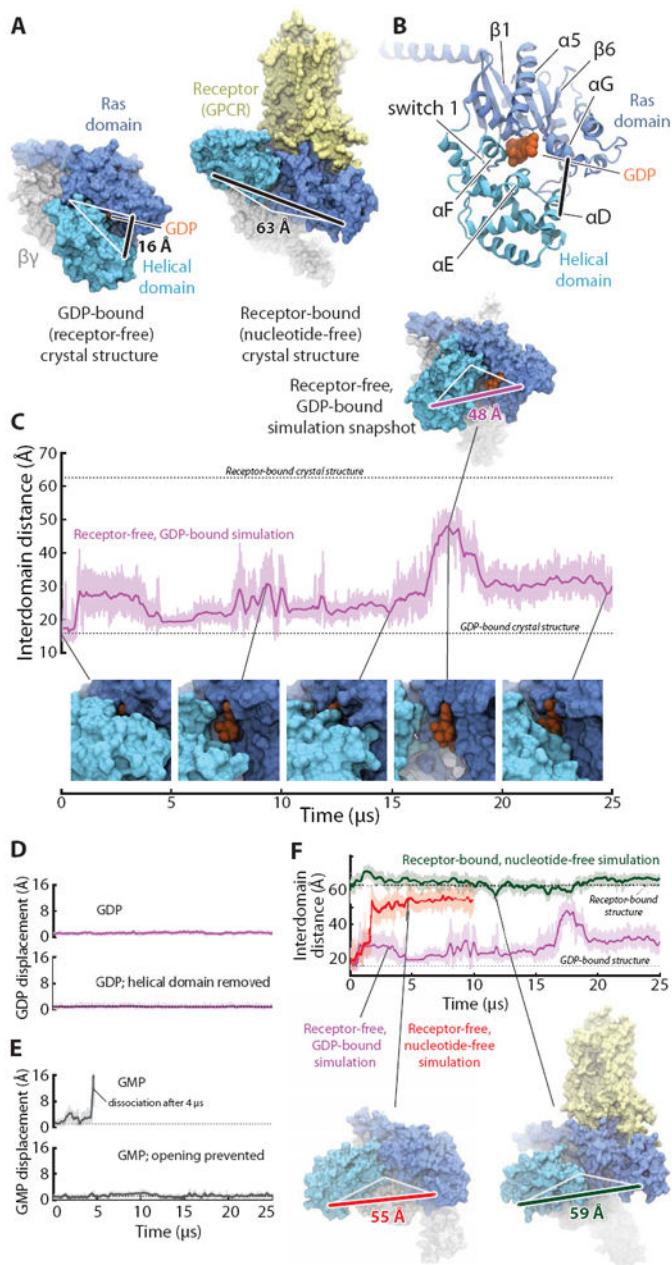 A
Receptor
(GPCR)
Ras
domain
GDP
16 Å
βγ
Helical
domain
63 Å
GDP-bound
(receptor-free)
crystal structure
Receptor-bound
(nucleotide-free)
crystal structure
B
β1
α5
β6
αG
switch 1
Ras
domain
GDP
αF
αD
αE
Helical
domain
Receptor-free,
GDP-bound
simulation snapshot
48 Å
C
Interdomain distance (Å)
70
60
50
40
30
20
10
Receptor-bound crystal structure
Receptor-free, GDP-bound simulation
GDP-bound crystal structure
0
5
10
15
20
25
Time (μs)
D
GDP displacement (Å)
16
8
0
GDP
16
8
0
GDP; helical domain removed
E
GMP displacement (Å)
16
8
0
GMP
dissociation after 4 μs
16
8
0
GMP; opening prevented
0
5
10
15
20
25
Time (μs)
F
Interdomain
distance (Å)
60
40
20
Receptor-bound, nucleotide-free simulation
Receptor-bound
structure
GDP-bound structure
0
5
10
15
20
25
Time (μs)
Receptor-free,
GDP-bound
simulation
Receptor-free,
nucleotide-free
simulation
55 Å
59 Å